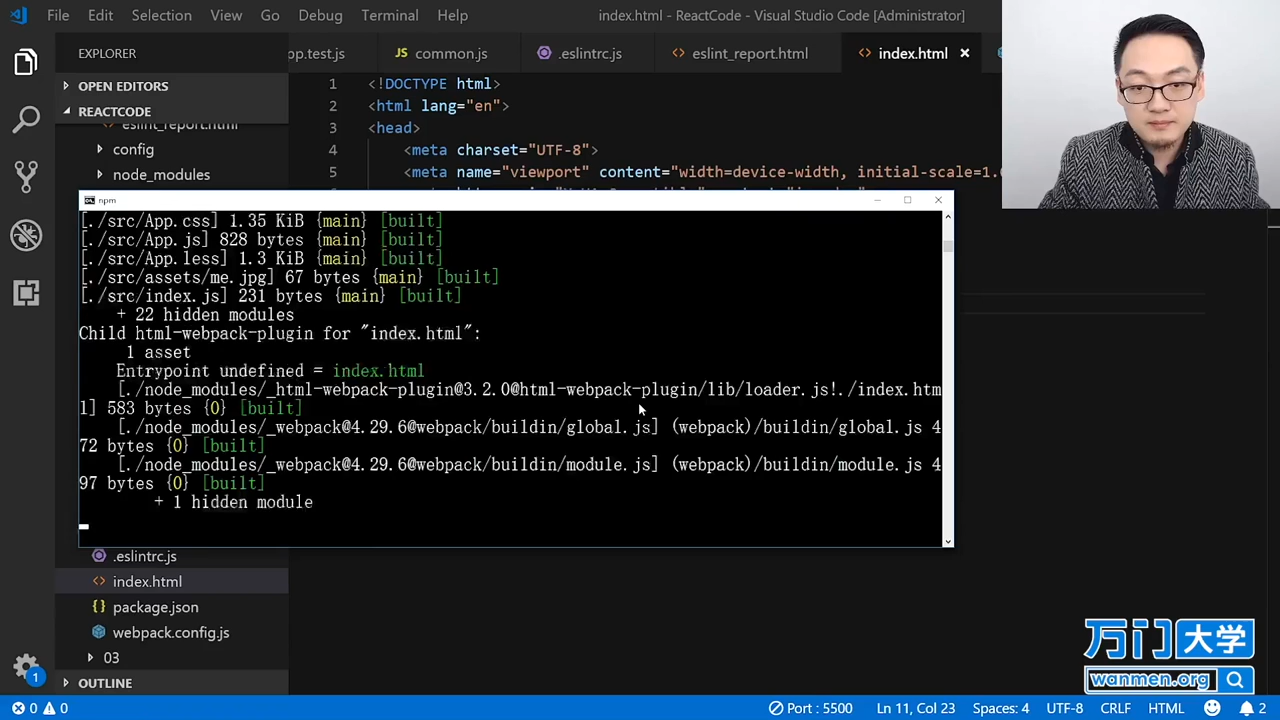 File Edit Selection View Go Debug Terminal Help index.html - ReactCode - Visual Studio Code [Administrator]
EXPLORER
pp.test.js common.js .eslintrc.js eslint_report.html index.html
OPEN EDITORS
REACTCODE
eslint_report.html
config
node_modules
1 <!DOCTYPE html>
2 <html lang="en">
3 <head>
4 <meta charset="UTF-8">
5 <meta name="viewport" content="width=device-width, initial-scale=1.
npm
[./src/App.css] 1.35 KiB {main} [built]
[./src/App.js] 828 bytes {main} [built]
[./src/App.less] 1.3 KiB {main} [built]
[./src/assets/me.jpg] 67 bytes {main} [built]
[./src/index.js] 231 bytes {main} [built]
+ 22 hidden modules
Child html-webpack-plugin for "index.html":
1 asset
Entrypoint undefined = index.html
[./node_modules/_html-webpack-plugin@3.2.0@html-webpack-plugin/lib/loader.js!./index.htm
l] 583 bytes {0} [built]
[./node_modules/_webpack@4.29.6@webpack/buildin/global.js] (webpack)/buildin/global.js 4
72 bytes {0} [built]
[./node_modules/_webpack@4.29.6@webpack/buildin/module.js] (webpack)/buildin/module.js 4
97 bytes {0} [built]
+ 1 hidden module
.eslintrc.js
index.html
package.json
webpack.config.js
03
OUTLINE
万门大学
wanmen.org
1
0 0 Port : 5500 Ln 11, Col 23 Spaces: 4 UTF-8 CRLF HTML 2